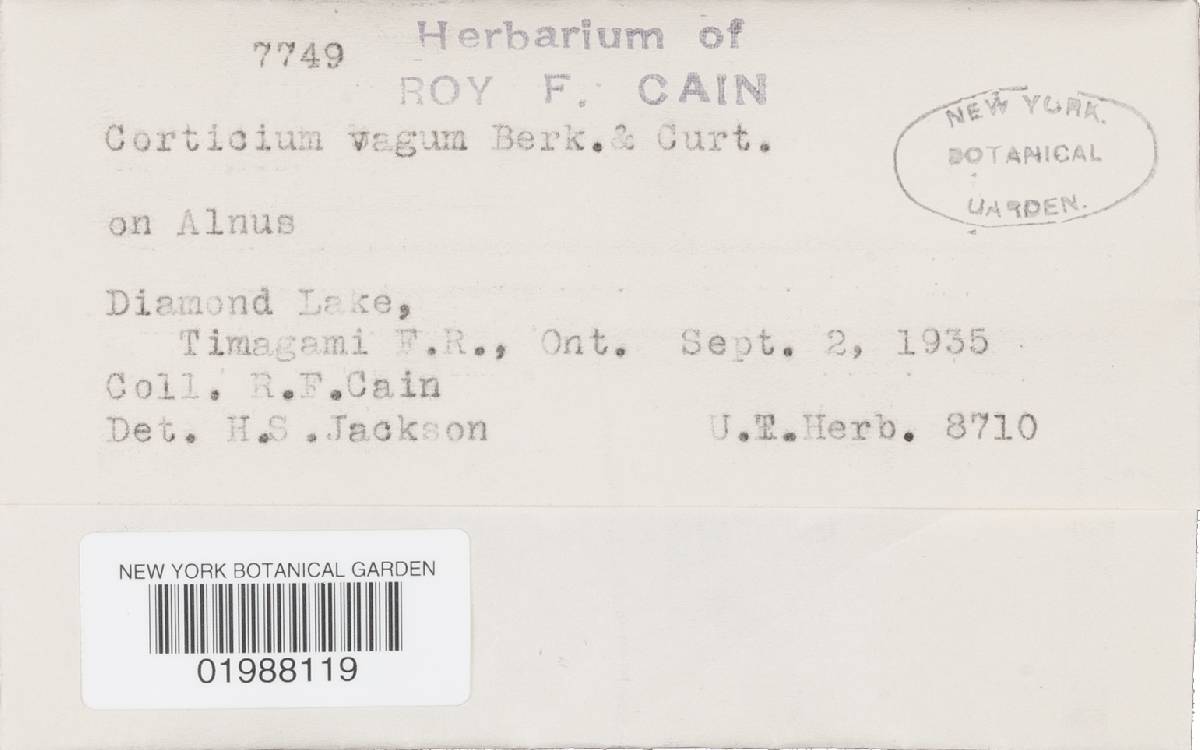 Herbarium of
7749
ROY F. CAIN
Corticium vagum Berk.& Curt.
NEW YORK.
BOTANICAL
GARDEN.
on Alnus
Diamond Lake,
Timagami F.R., Ont. Sept. 2, 1935
Coll. R.F.Cain
Det. H.S.Jackson U.T.Herb. 8710
NEW YORK BOTANICAL GARDEN
01988119